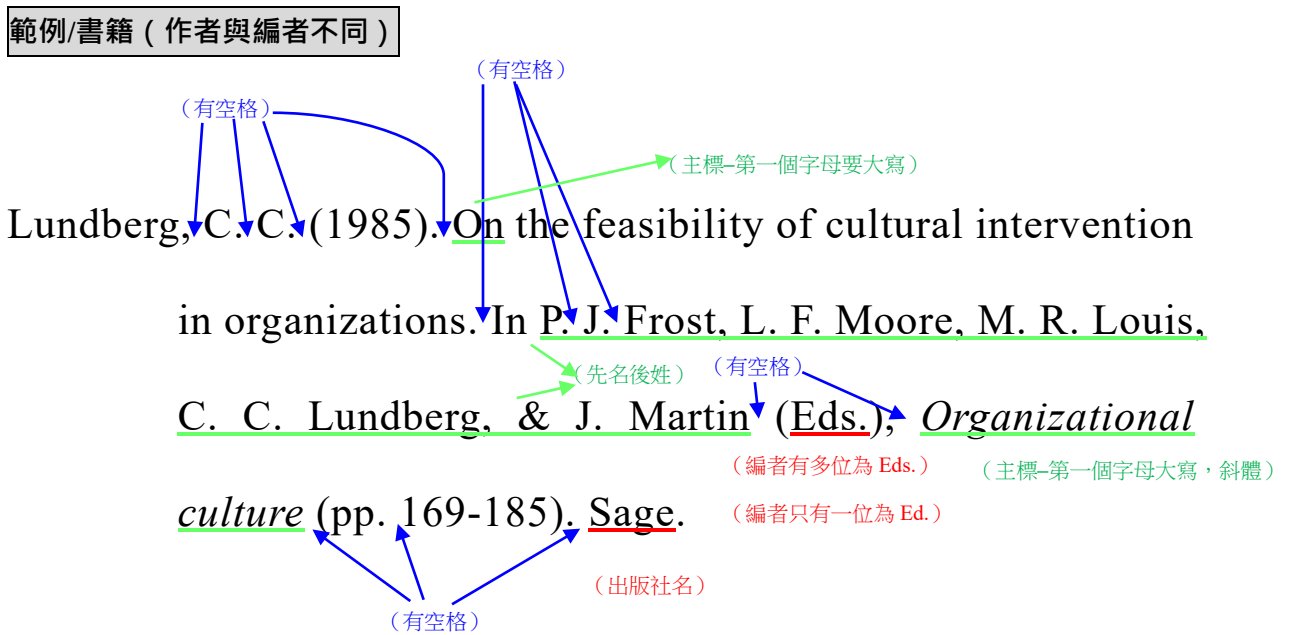 範例/書籍（作者與編者不同）
（有空格）
（有空格）
（主標–第一個字母要大寫）
Lundberg, C. C. (1985). On the feasibility of cultural intervention
in organizations. In P. J. Frost, L. F. Moore, M. R. Louis,
（先名後姓）
（有空格）
C. C. Lundberg, & J. Martin (Eds.), Organizational
（編者有多位為 Eds.）
（主標–第一個字母大寫，斜體）
culture (pp. 169-185). Sage.
（編者只有一位為 Ed.）
（出版社名）
（有空格）